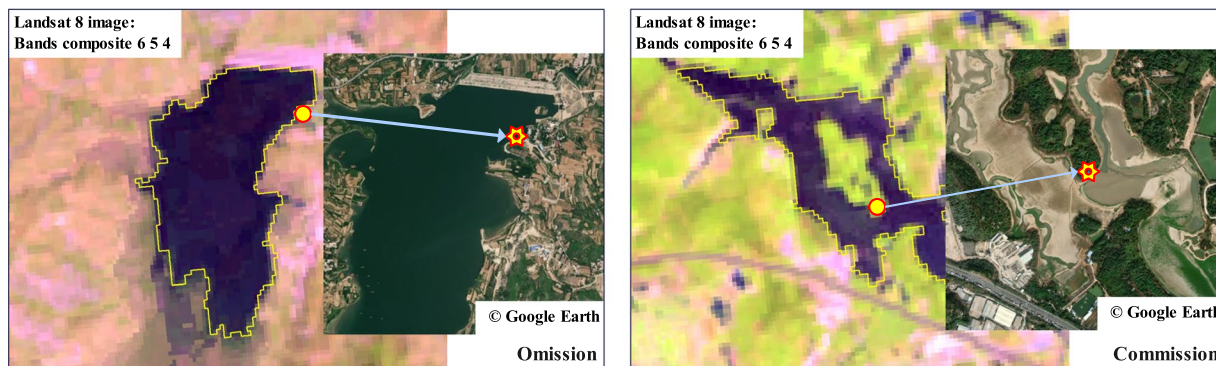 Landsat 8 image:
Bands composite 6 5 4
© Google Earth
Omission
Landsat 8 image:
Bands composite 6 5 4
© Google Earth
Commission